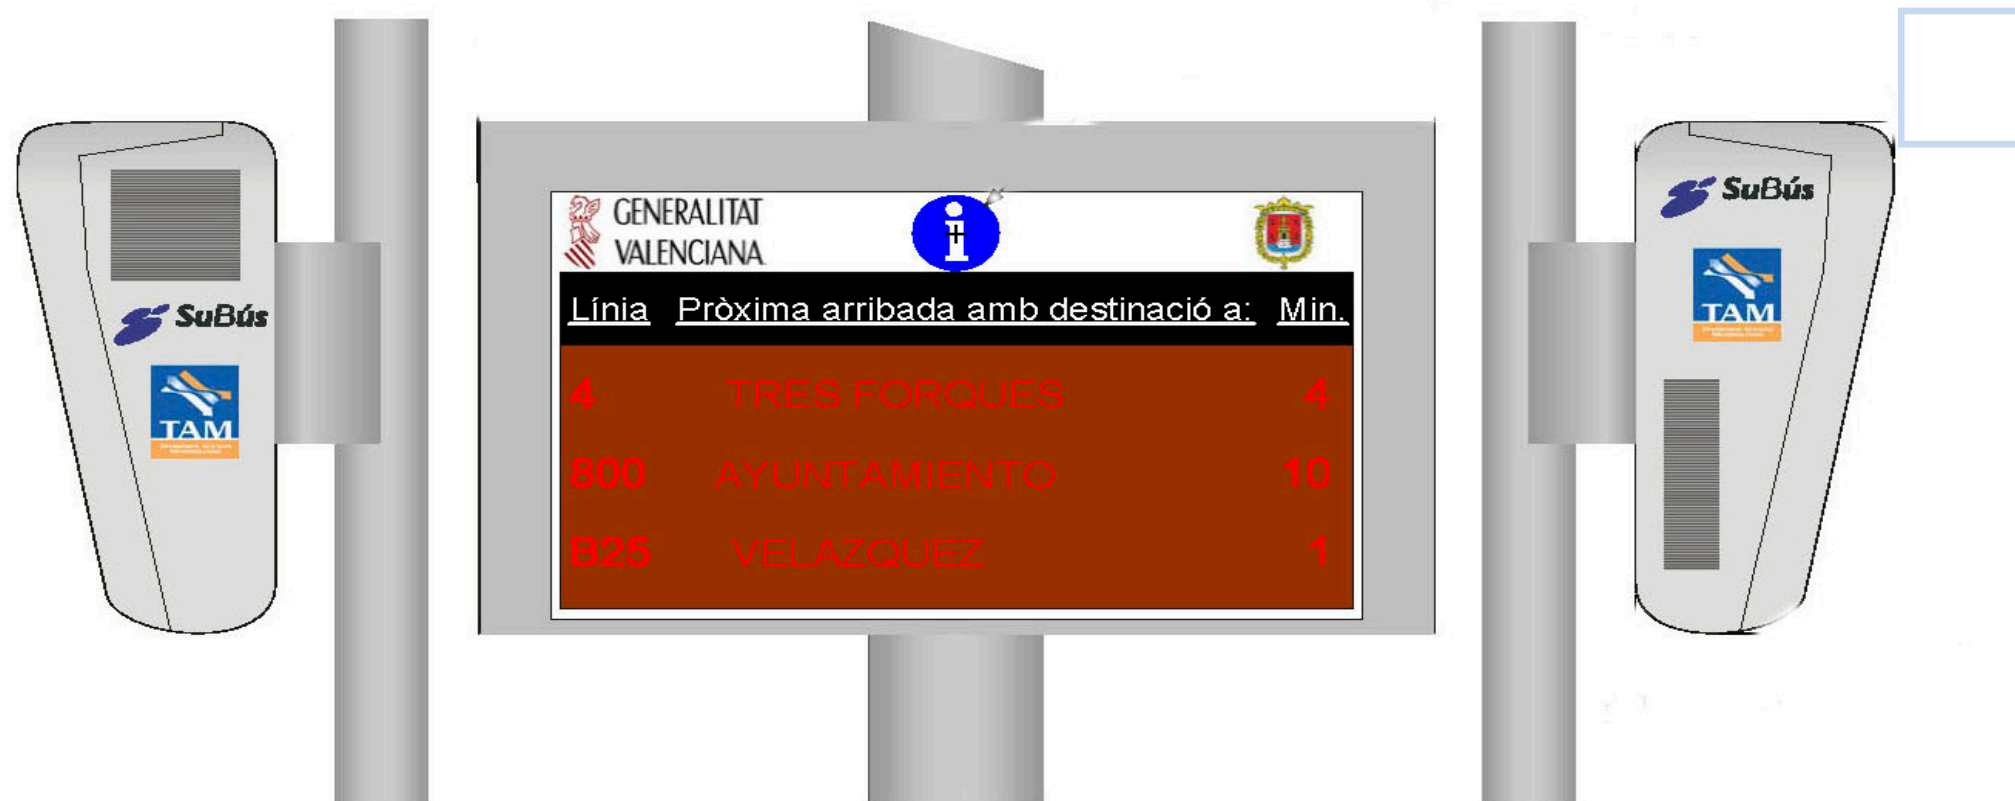 SuBús
TAM
GENERALITAT
VALENCIANA
Línia Pròxima arribada amb destinació a: Min.
4 TRES FORQUES 4
800 AYUNTAMIENTO 10
B25 VELAZQUEZ 1
SuBús
TAM